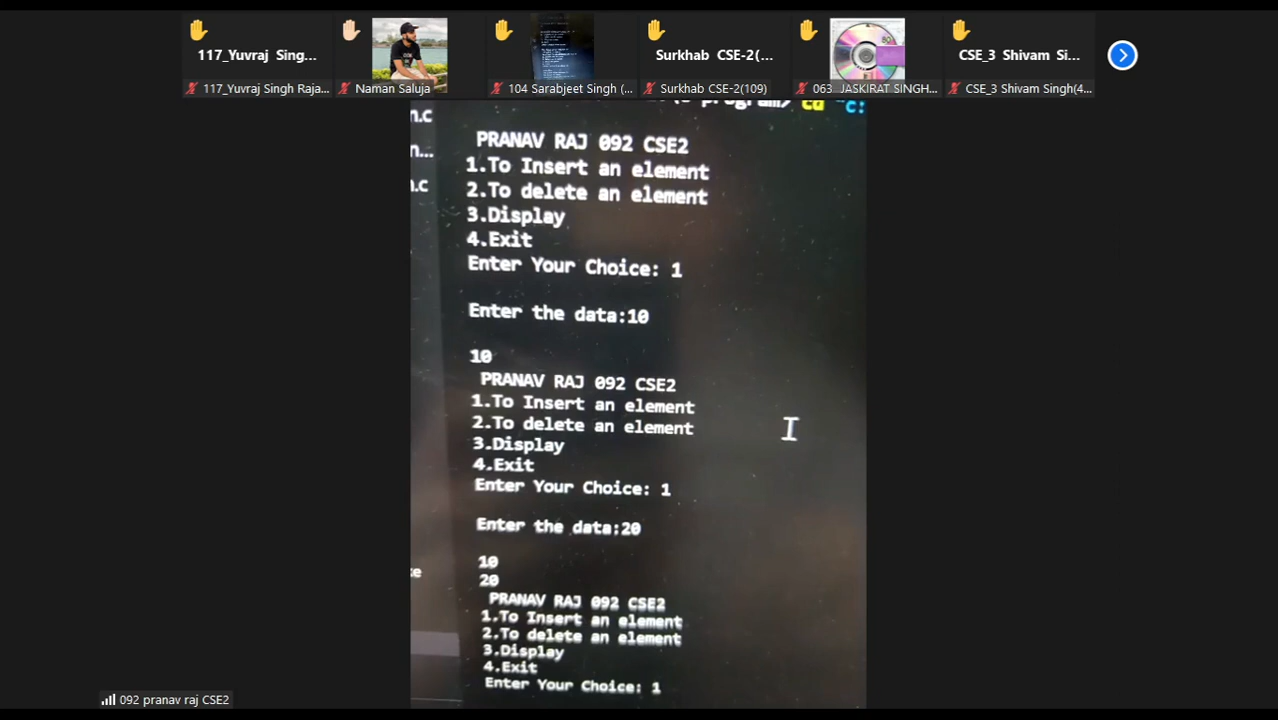 117_Yuvraj Sing...
Surkhab CSE-2(...
CSE_3 Shivam Si...
117_Yuvraj Singh Raja...
Naman Saluja
104 Sarabjeet Singh (...
Surkhab CSE-2(109)
063_JASKIRAT SINGH...
CSE_3 Shivam Singh(4...
cd "c:
n.c
PRANAV RAJ 092 CSE2
n...
1.To Insert an element
n.c
2.To delete an element
3.Display
4.Exit
Enter Your Choice: 1
Enter the data:10
10
PRANAV RAJ 092 CSE2
1.To Insert an element
2.To delete an element
3.Display
4.Exit
Enter Your Choice: 1
Enter the data:20
10
20
PRANAV RAJ 092 CSE2
1.To Insert an element
2.To delete an element
3.Display
4.Exit
Enter Your Choice: 1
092 pranav raj CSE2